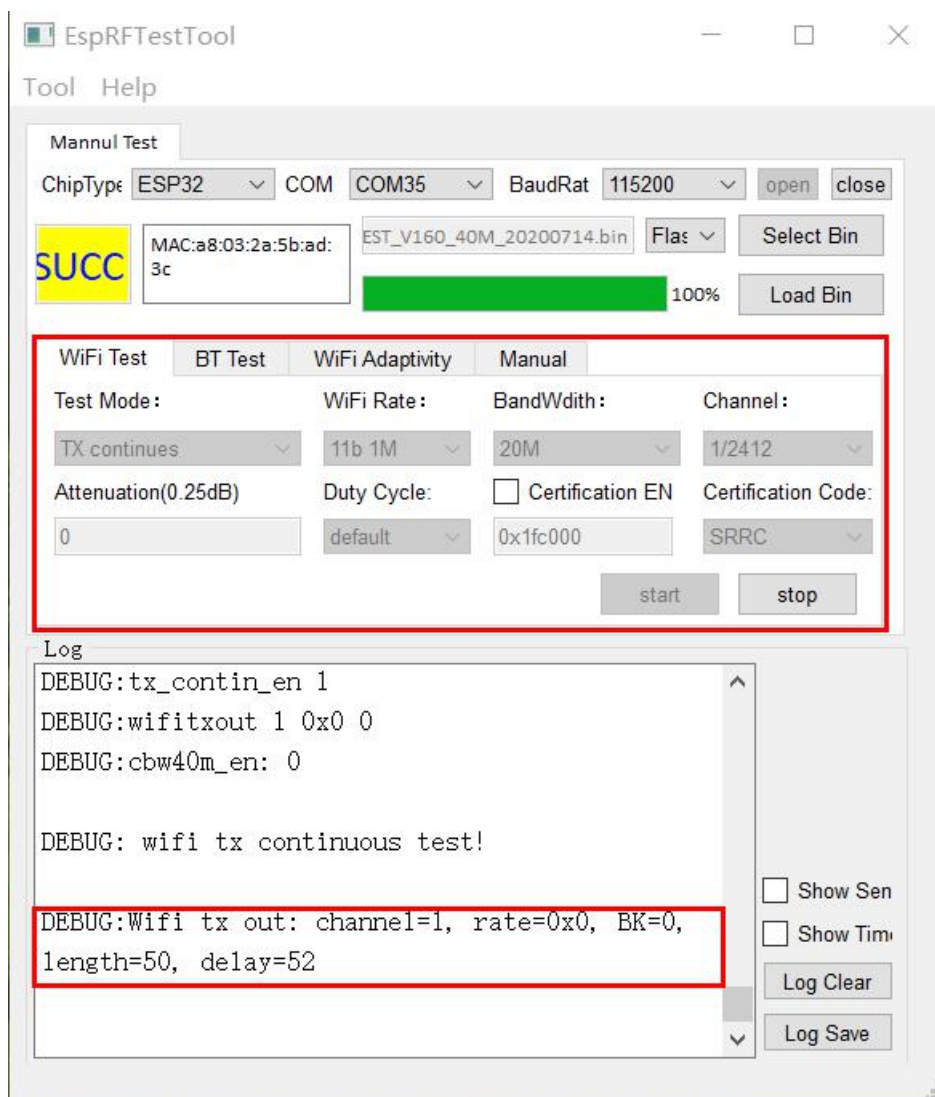 EspRFTestTool
Tool Help
Mannul Test
ChipType ESP32 COM COM35 BaudRat 115200 open close
SUCC MAC:a8:03:2a:5b:ad: EST_V160_40M_20200714.bin Flas Select Bin
3c
100% Load Bin
WiFi Test BT Test WiFi Adaptivity Manual
Test Mode: WiFi Rate: BandWdith: Channel:
TX continues 11b 1M 20M 1/2412
Attenuation(0.25dB) Duty Cycle: Certification EN Certification Code:
0 default 0x1fc000 SRRC
start stop
Log
DEBUG:tx_contin_en 1
DEBUG:wifitxout 1 0x0 0
DEBUG:cbw40m_en: 0
DEBUG: wifi tx continuous test!
DEBUG:Wifi tx out: channel=1, rate=0x0, BK=0,
length=50, delay=52
Show Sen
Show Tim
Log Clear
Log Save